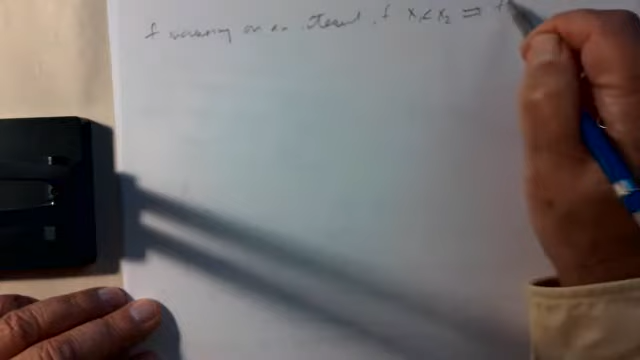 f increasing on an interval if x₁ < x₂ ⇒ f